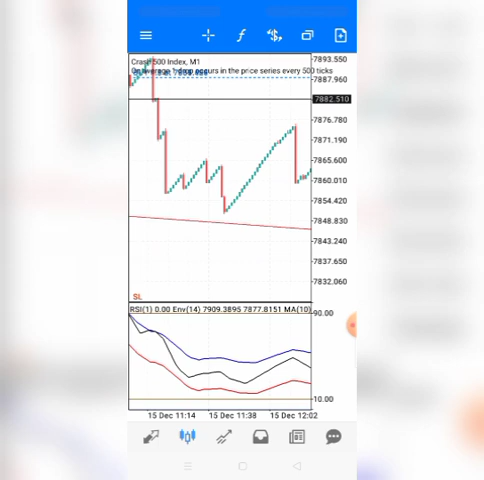 Crash 500 Index, M1
On average 1 drop occurs in the price series every 500 ticks
7893.550
7887.960
7882.510
7876.780
7871.190
7865.600
7860.010
7854.420
7848.830
7843.240
7837.650
7832.060
SL
RSI(1) 0.00 Env(14) 7909.3895 7877.8151 MA(10)
90.00
10.00
15 Dec 11:14
15 Dec 11:38
15 Dec 12:02